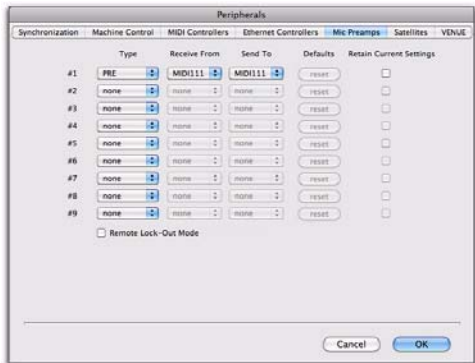 Peripherals
Synchronization Machine Control MIDI Controllers Ethernet Controllers Mic Preamps Satellites VENUE
Type Receive From Send To Defaults Retain Current Settings
#1 PRE MIDI111 MIDI111 reset
#2 none none none reset
#3 none none none reset
#4 none none none reset
#5 none none none reset
#6 none none none reset
#7 none none none reset
#8 none none none reset
#9 none none none reset
Remote Lock-Out Mode
Cancel OK